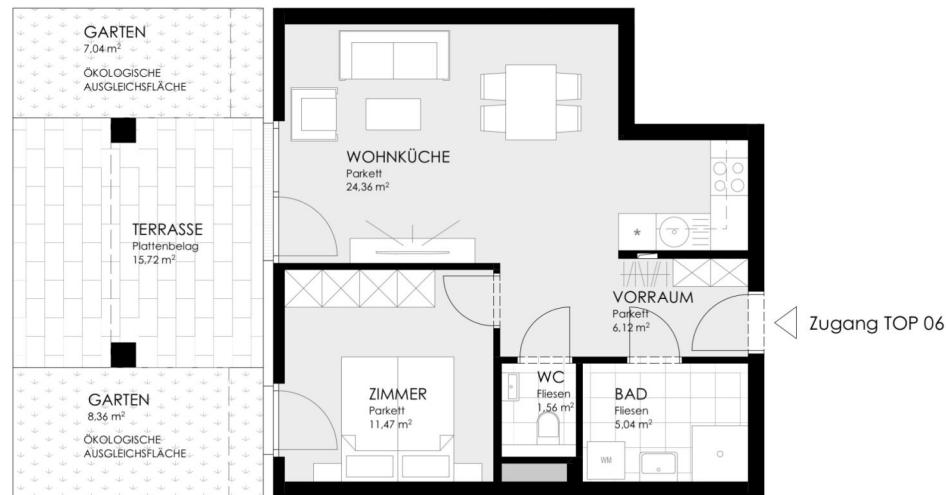 GARTEN
7,04 m²
ÖKOLOGISCHE
AUSGLEICHSFLÄCHE
WOHNKÜCHE
Parkett
24,36 m²
TERRASSE
Plattenbelag
15,72 m²
*
VORRAUM
Parkett
6,12 m²
Zugang TOP 06
GARTEN
8,36 m²
ÖKOLOGISCHE
AUSGLEICHSFLÄCHE
ZIMMER
Parkett
11,47 m²
WC
Fliesen
1,56 m²
BAD
Fliesen
5,04 m²
WM